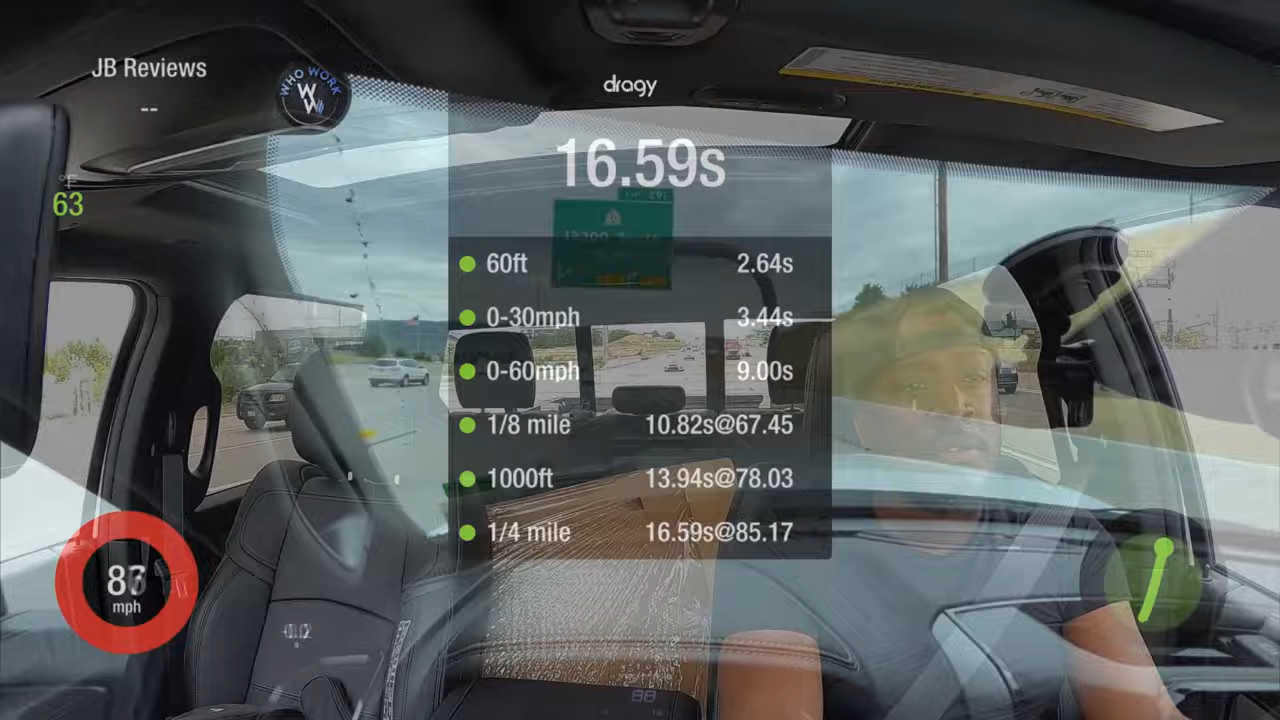 JB Reviews
--
WHO WORK
W
dragy
16.59s
°F
63
60ft 2.64s
0-30mph 3.44s
0-60mph 9.00s
1/8 mile 10.82s@67.45
1000ft 13.94s@78.03
1/4 mile 16.59s@85.17
mph
88